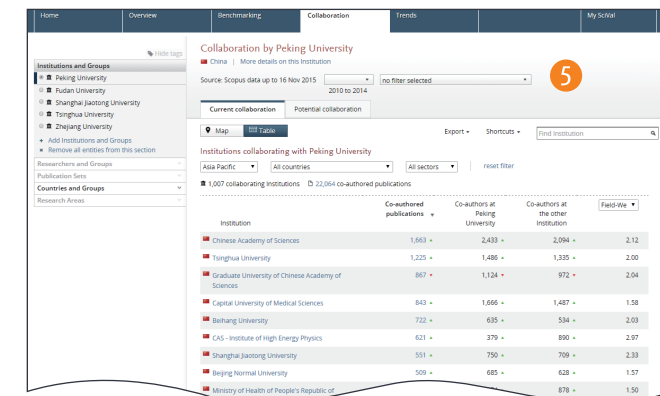 Home Overview Benchmarking Collaboration Trends My SciVal
Hide tags
Institutions and Groups
Peking University
Fudan University
Shanghai Jiaotong University
Tsinghua University
Zhejiang University
+ Add Institutions and Groups
Remove all entities from this section
Researchers and Groups
Publication Sets
Countries and Groups
Research Areas
Collaboration by Peking University
China | More details on this Institution
Source: Scopus data up to 16 Nov 2015
2010 to 2014
no filter selected
5
Current collaboration Potential collaboration
Map Table
Export Shortcuts Find Institution
Institutions collaborating with Peking University
Asia Pacific All countries All sectors reset filter
1,007 collaborating Institutions 22,064 co-authored publications
Institution
Co-authored publications
Co-authors at Peking University
Co-authors at the other Institution
Field-We
Chinese Academy of Sciences 1,663 2,433 2,094 2.12
Tsinghua University 1,225 1,486 1,335 2.00
Graduate University of Chinese Academy of Sciences 867 1,124 972 2.04
Capital University of Medical Sciences 843 1,666 1,487 1.58
Beihang University 722 635 534 2.03
CAS - Institute of High Energy Physics 621 379 890 2.97
Shanghai Jiaotong University 551 750 709 2.33
Beijing Normal University 509 685 628 1.57
Ministry of Health of People's Republic of 878 1.50